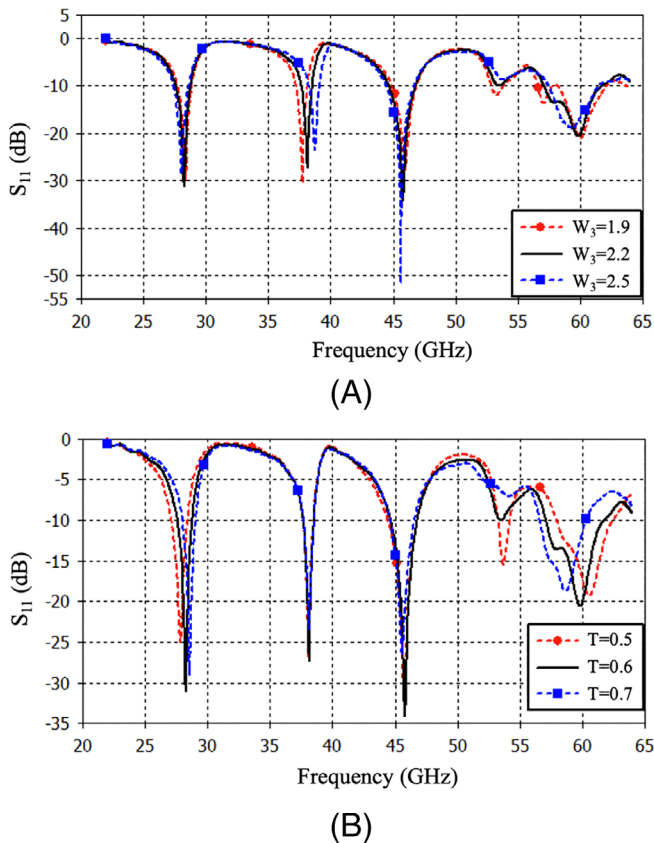 5
0
-10
-20
-30
-40
-50
-55
S11 (dB)
20 25 30 35 40 45 50 55 60 65
Frequency (GHz)
W3=1.9
W3=2.2
W3=2.5
(A)
0
-5
-10
-15
-20
-25
-30
-35
S11 (dB)
20 25 30 35 40 45 50 55 60 65
Frequency (GHz)
T=0.5
T=0.6
T=0.7
(B)